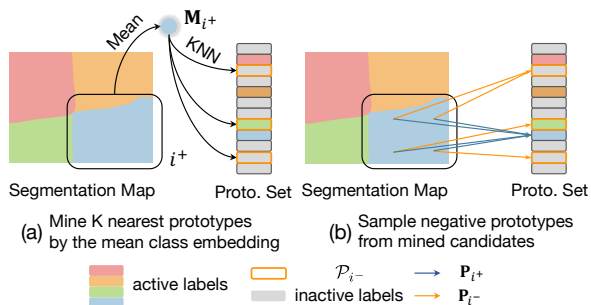 Mean
M_{i^+}
KNN
i^+
Segmentation Map
Proto. Set
(a) Mine K nearest prototypes
by the mean class embedding
Segmentation Map
Proto. Set
(b) Sample negative prototypes
from mined candidates
active labels
𝒫_{i^-}
inactive labels
P_{i^+}
P_{i^-}